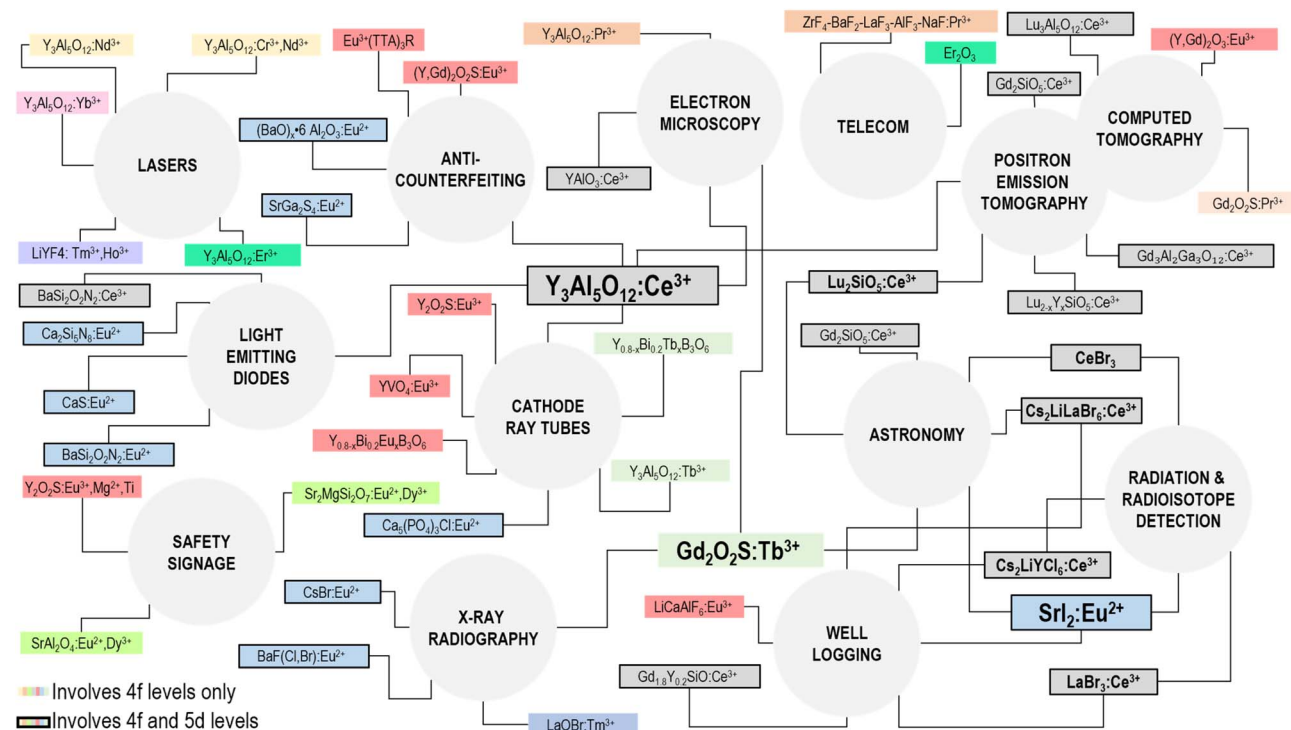 ZrF₄-BaF₂-LaF₃-AlF₃-NaF:Pr³⁺
Lu₃Al₅O₁₂:Ce³⁺
Y₃Al₅O₁₂:Nd³⁺
Y₃Al₅O₁₂:Cr³⁺,Nd³⁺
Eu³⁺(TTA)₃R
Y₃Al₅O₁₂:Pr³⁺
(Y,Gd)₂O₃:Eu³⁺
Er₂O₃
(Y,Gd)₂O₂S:Eu³⁺
Gd₂SiO₅:Ce³⁺
Y₃Al₅O₁₂:Yb³⁺
ELECTRON
MICROSCOPY
TELECOM
COMPUTED
TOMOGRAPHY
(BaO)ₓ•6 Al₂O₃:Eu²⁺
LASERS
ANTI-
COUNTERFEITING
POSITRON
EMISSION
TOMOGRAPHY
YAlO₃:Ce³⁺
SrGa₂S₄:Eu²⁺
Gd₂O₂S:Pr³⁺
LiYF4: Tm³⁺,Ho³⁺
Y₃Al₅O₁₂:Er³⁺
Gd₃Al₂Ga₃O₁₂:Ce³⁺
BaSi₂O₂N₂:Ce³⁺
Y₃Al₅O₁₂:Ce³⁺
Lu₂SiO₅:Ce³⁺
Y₂O₂S:Eu³⁺
Lu₂₋ₓYₓSiO₅:Ce³⁺
Ca₂Si₅N₈:Eu²⁺
LIGHT
EMITTING
DIODES
Gd₂SiO₅:Ce³⁺
Y₀.₈₋ₓBi₀.₂TbₓB₃O₆
CeBr₃
YVO₄:Eu³⁺
CaS:Eu²⁺
CATHODE
RAY TUBES
Cs₂LiLaBr₆:Ce³⁺
ASTRONOMY
Y₀.₈₋ₓBi₀.₂EuₓB₃O₆
BaSi₂O₂N₂:Eu²⁺
Y₃Al₅O₁₂:Tb³⁺
RADIATION &
RADIOISOTOPE
DETECTION
Y₂O₂S:Eu³⁺,Mg²⁺,Ti
Sr₂MgSi₂O₇:Eu²⁺,Dy³⁺
Ca₅(PO₄)₃Cl:Eu²⁺
SAFETY
SIGNAGE
Gd₂O₂S:Tb³⁺
Cs₂LiYCl₆:Ce³⁺
CsBr:Eu²⁺
LiCaAlF₆:Eu³⁺
SrI₂:Eu²⁺
X-RAY
RADIOGRAPHY
WELL
LOGGING
SrAl₂O₄:Eu²⁺,Dy³⁺
BaF(Cl,Br):Eu²⁺
Gd₁.₈Y₀.₂SiO:Ce³⁺
LaBr₃:Ce³⁺
Involves 4f levels only
Involves 4f and 5d levels
LaOBr:Tm³⁺